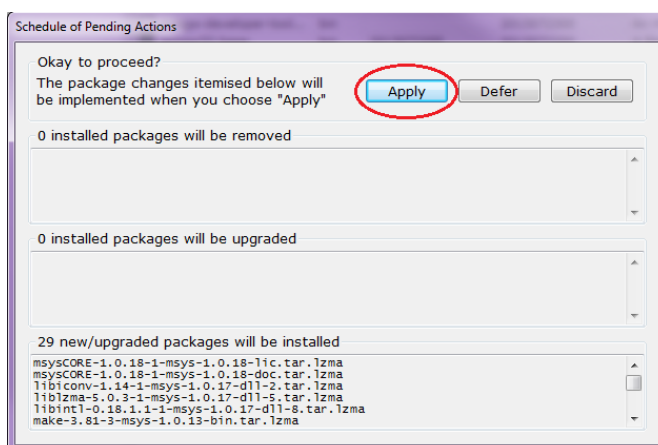 Schedule of Pending Actions
Okay to proceed?
The package changes itemised below will
be implemented when you choose "Apply"
Apply
Defer
Discard
0 installed packages will be removed
0 installed packages will be upgraded
29 new/upgraded packages will be installed
msysCORE-1.0.18-1-msys-1.0.18-lic.tar.lzma
msysCORE-1.0.18-1-msys-1.0.18-doc.tar.lzma
libiconv-1.14-1-msys-1.0.17-dll-2.tar.lzma
liblzma-5.0.3-1-msys-1.0.17-dll-5.tar.lzma
libintl-0.18.1.1-1-msys-1.0.17-dll-8.tar.lzma
make-3.81-3-msys-1.0.13-bin.tar.lzma